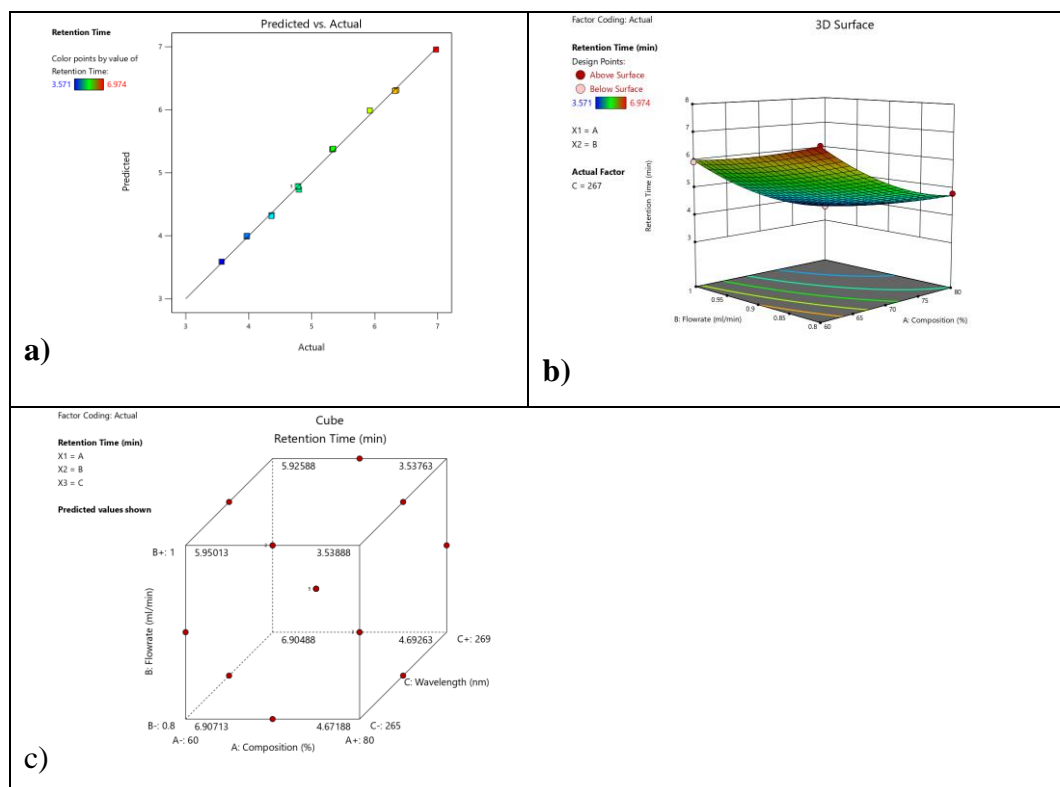 Predicted vs. Actual
Retention Time
Color points by value of
Retention Time:
3.571 6.974
7
6
5
4
3
Predicted
3 4 5 6 7
Actual
a)
Factor Coding: Actual
3D Surface
Retention Time (min)
Design Points:
Above Surface
Below Surface
3.571 6.974
X1 = A
X2 = B
Actual Factor
C = 267
8
7
6
5
4
3
Retention Time (min)
1
0.95
0.9
0.85
0.8
B: Flowrate (ml/min)
60
65
70
75
80
A: Composition (%)
b)
Factor Coding: Actual
Cube
Retention Time (min)
Retention Time (min)
X1 = A
X2 = B
X3 = C
Predicted values shown
5.92588 3.53763
B+: 1 5.95013 3.53888
5
B: Flowrate (ml/min)
6.90488 4.69263 C+: 269
C: Wavelength (nm)
B-: 0.8 6.90713 4.67188 C-: 265
A-: 60 A+: 80
A: Composition (%)
c)